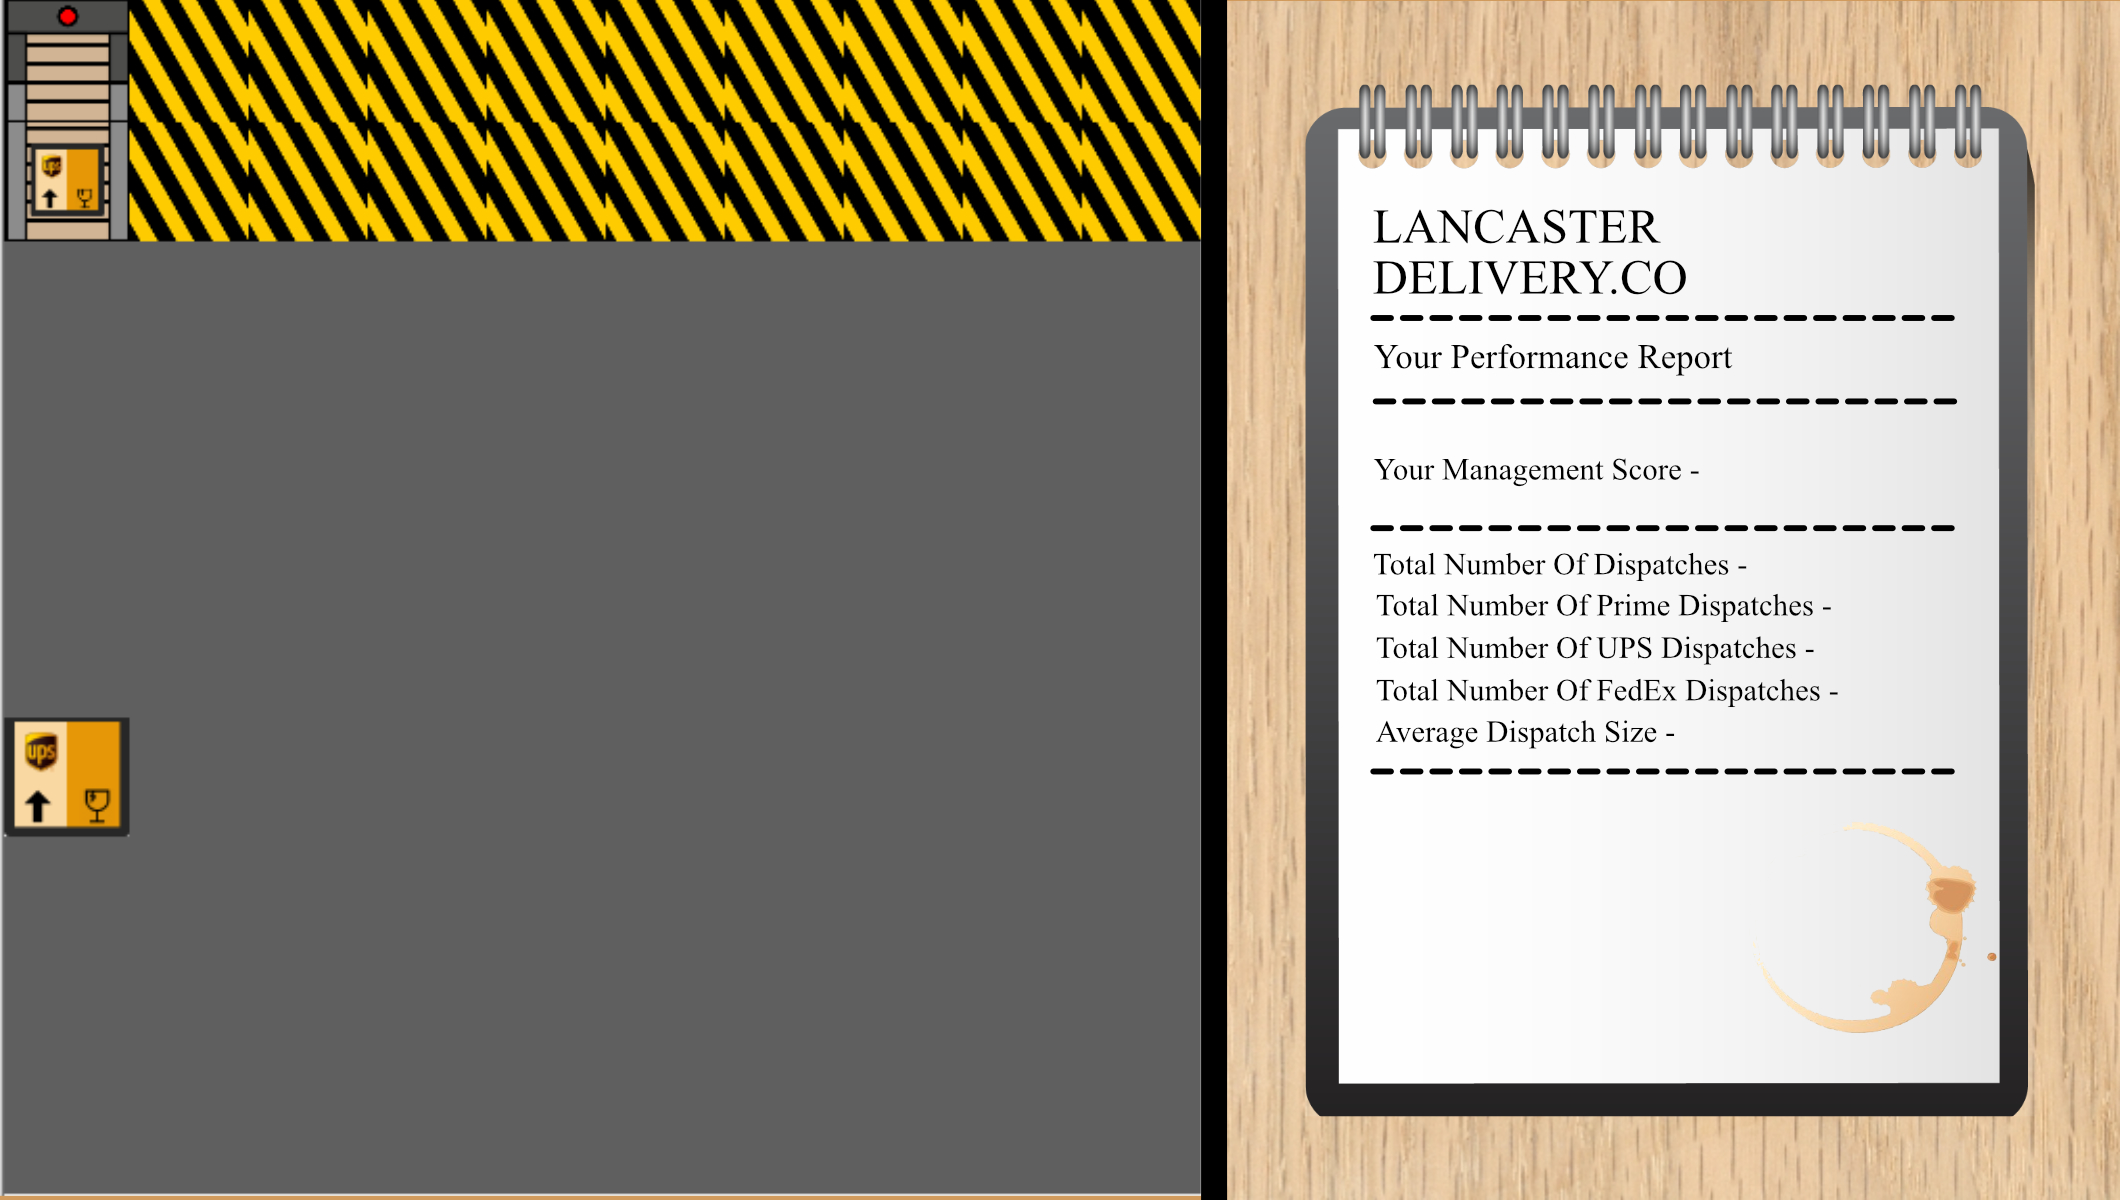 ups
ups
LANCASTER
DELIVERY.CO
Your Performance Report
Your Management Score -
Total Number Of Dispatches -
Total Number Of Prime Dispatches -
Total Number Of UPS Dispatches -
Total Number Of FedEx Dispatches -
Average Dispatch Size -